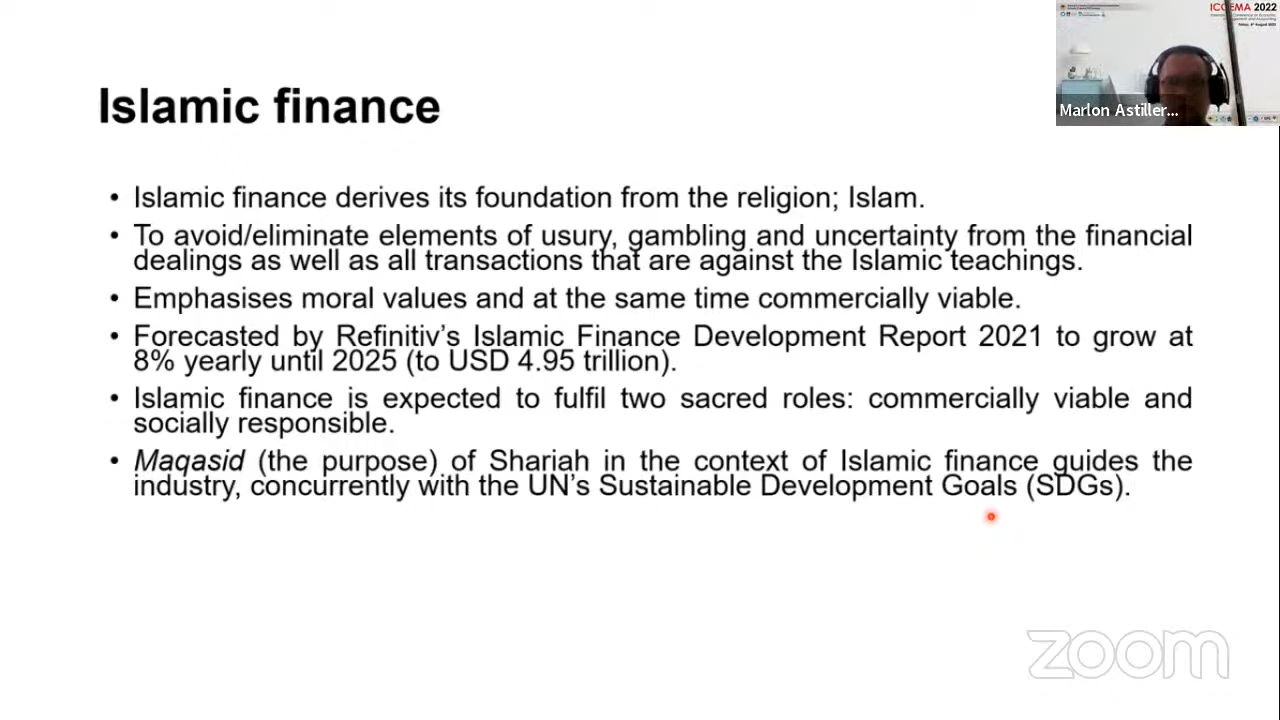 ICOEMA 2022
Marlon Astiller...
Islamic finance
• Islamic finance derives its foundation from the religion; Islam.
• To avoid/eliminate elements of usury, gambling and uncertainty from the financial
dealings as well as all transactions that are against the Islamic teachings.
• Emphasises moral values and at the same time commercially viable.
• Forecasted by Refinitiv’s Islamic Finance Development Report 2021 to grow at
8% yearly until 2025 (to USD 4.95 trillion).
• Islamic finance is expected to fulfil two sacred roles: commercially viable and
socially responsible.
• Maqasid (the purpose) of Shariah in the context of Islamic finance guides the
industry, concurrently with the UN’s Sustainable Development Goals (SDGs).
zoom